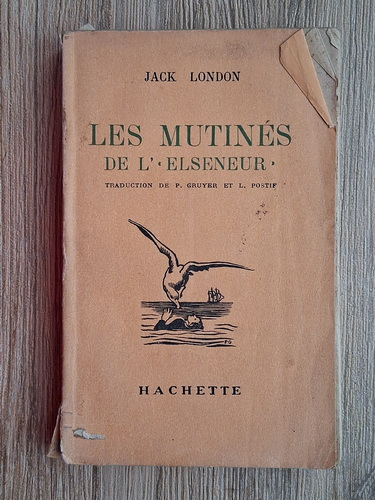 JACK LONDON
LES MUTINÉS
DE L'«ELSENEUR»
TRADUCTION DE P. GRUYER ET L. POSTIF
HACHETTE